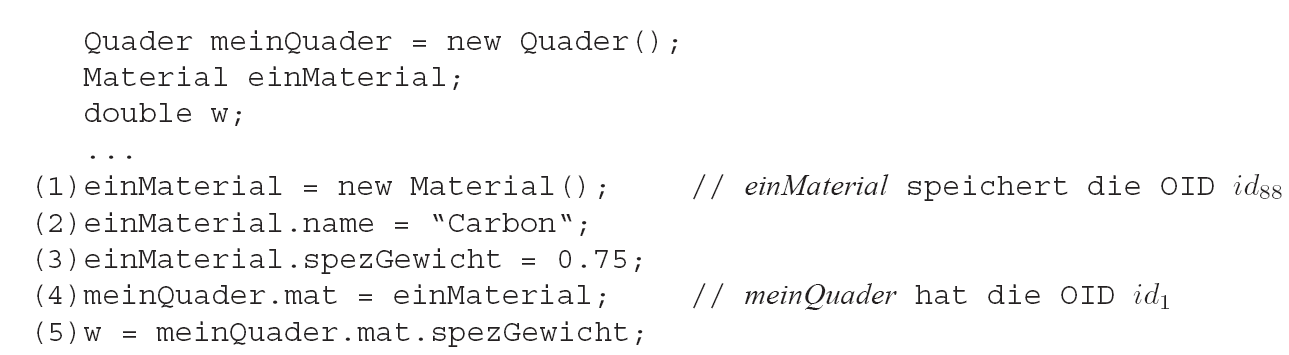 Quader meinQuader = new Quader();
Material einMaterial;
double w;
...
(1)einMaterial = new Material(); // einMaterial speichert die OID id₈₈
(2)einMaterial.name = “Carbon“;
(3)einMaterial.spezGewicht = 0.75;
(4)meinQuader.mat = einMaterial; // meinQuader hat die OID id₁
(5)w = meinQuader.mat.spezGewicht;